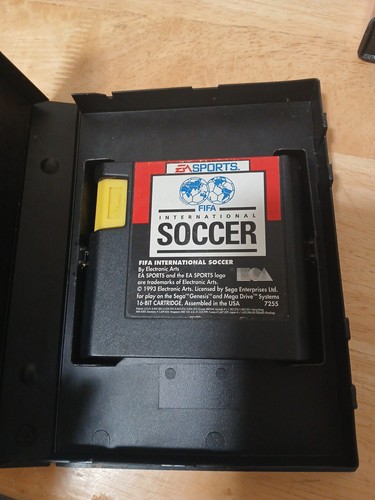 EA SPORTS
FIFA
INTERNATIONAL
SOCCER
FIFA INTERNATIONAL SOCCER
By Electronic Arts
EA SPORTS and the EA SPORTS logo
are trademarks of Electronic Arts.
© 1993 Electronic Arts. Licensed by Sega Enterprises Ltd.
for play on the Sega™ Genesis™ and Mega Drive™ Systems
16-BIT CARTRIDGE. Assembled in the USA 7255